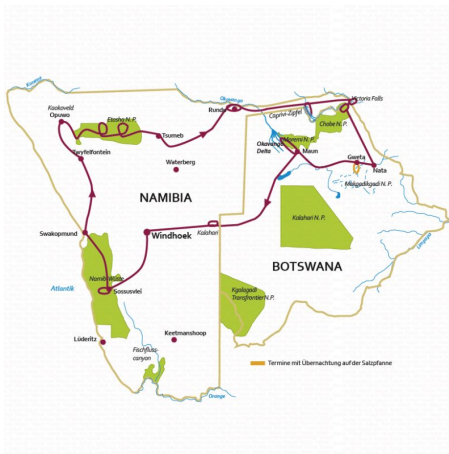 Kunene
Kaokoveld
Opuwo
Etosha N.P.
Okavango
Rundu
Caprivi-Zipfel
Victoria Falls
Chobe N.P.
Tsumeb
Moremi N.P.
Okavango
Delta
Maun
Gweta
Nata
Makgadikgadi N.P.
Twyfelfontein
Waterberg
NAMIBIA
Kalahari N.P.
Swakopmund
Windhoek
Kalahari
Limpopo
BOTSWANA
Atlantik
Namib Wüste
Sossusvlei
Kgalagadi
Transfrontier N.P.
Lüderitz
Keetmanshoop
Fischfluss-
canyon
Termine mit Übernachtung auf der Salzpfanne
Orange